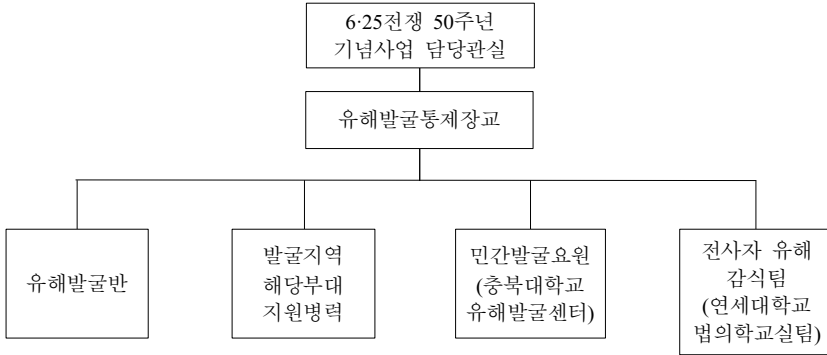 6·25전쟁 50주년
기념사업 담당관실
유해발굴통제장교
유해발굴반
발굴지역
해당부대
지원병력
민간발굴요원
(충북대학교
유해발굴센터)
전사자 유해
감식팀
(연세대학교
법의학교실팀)